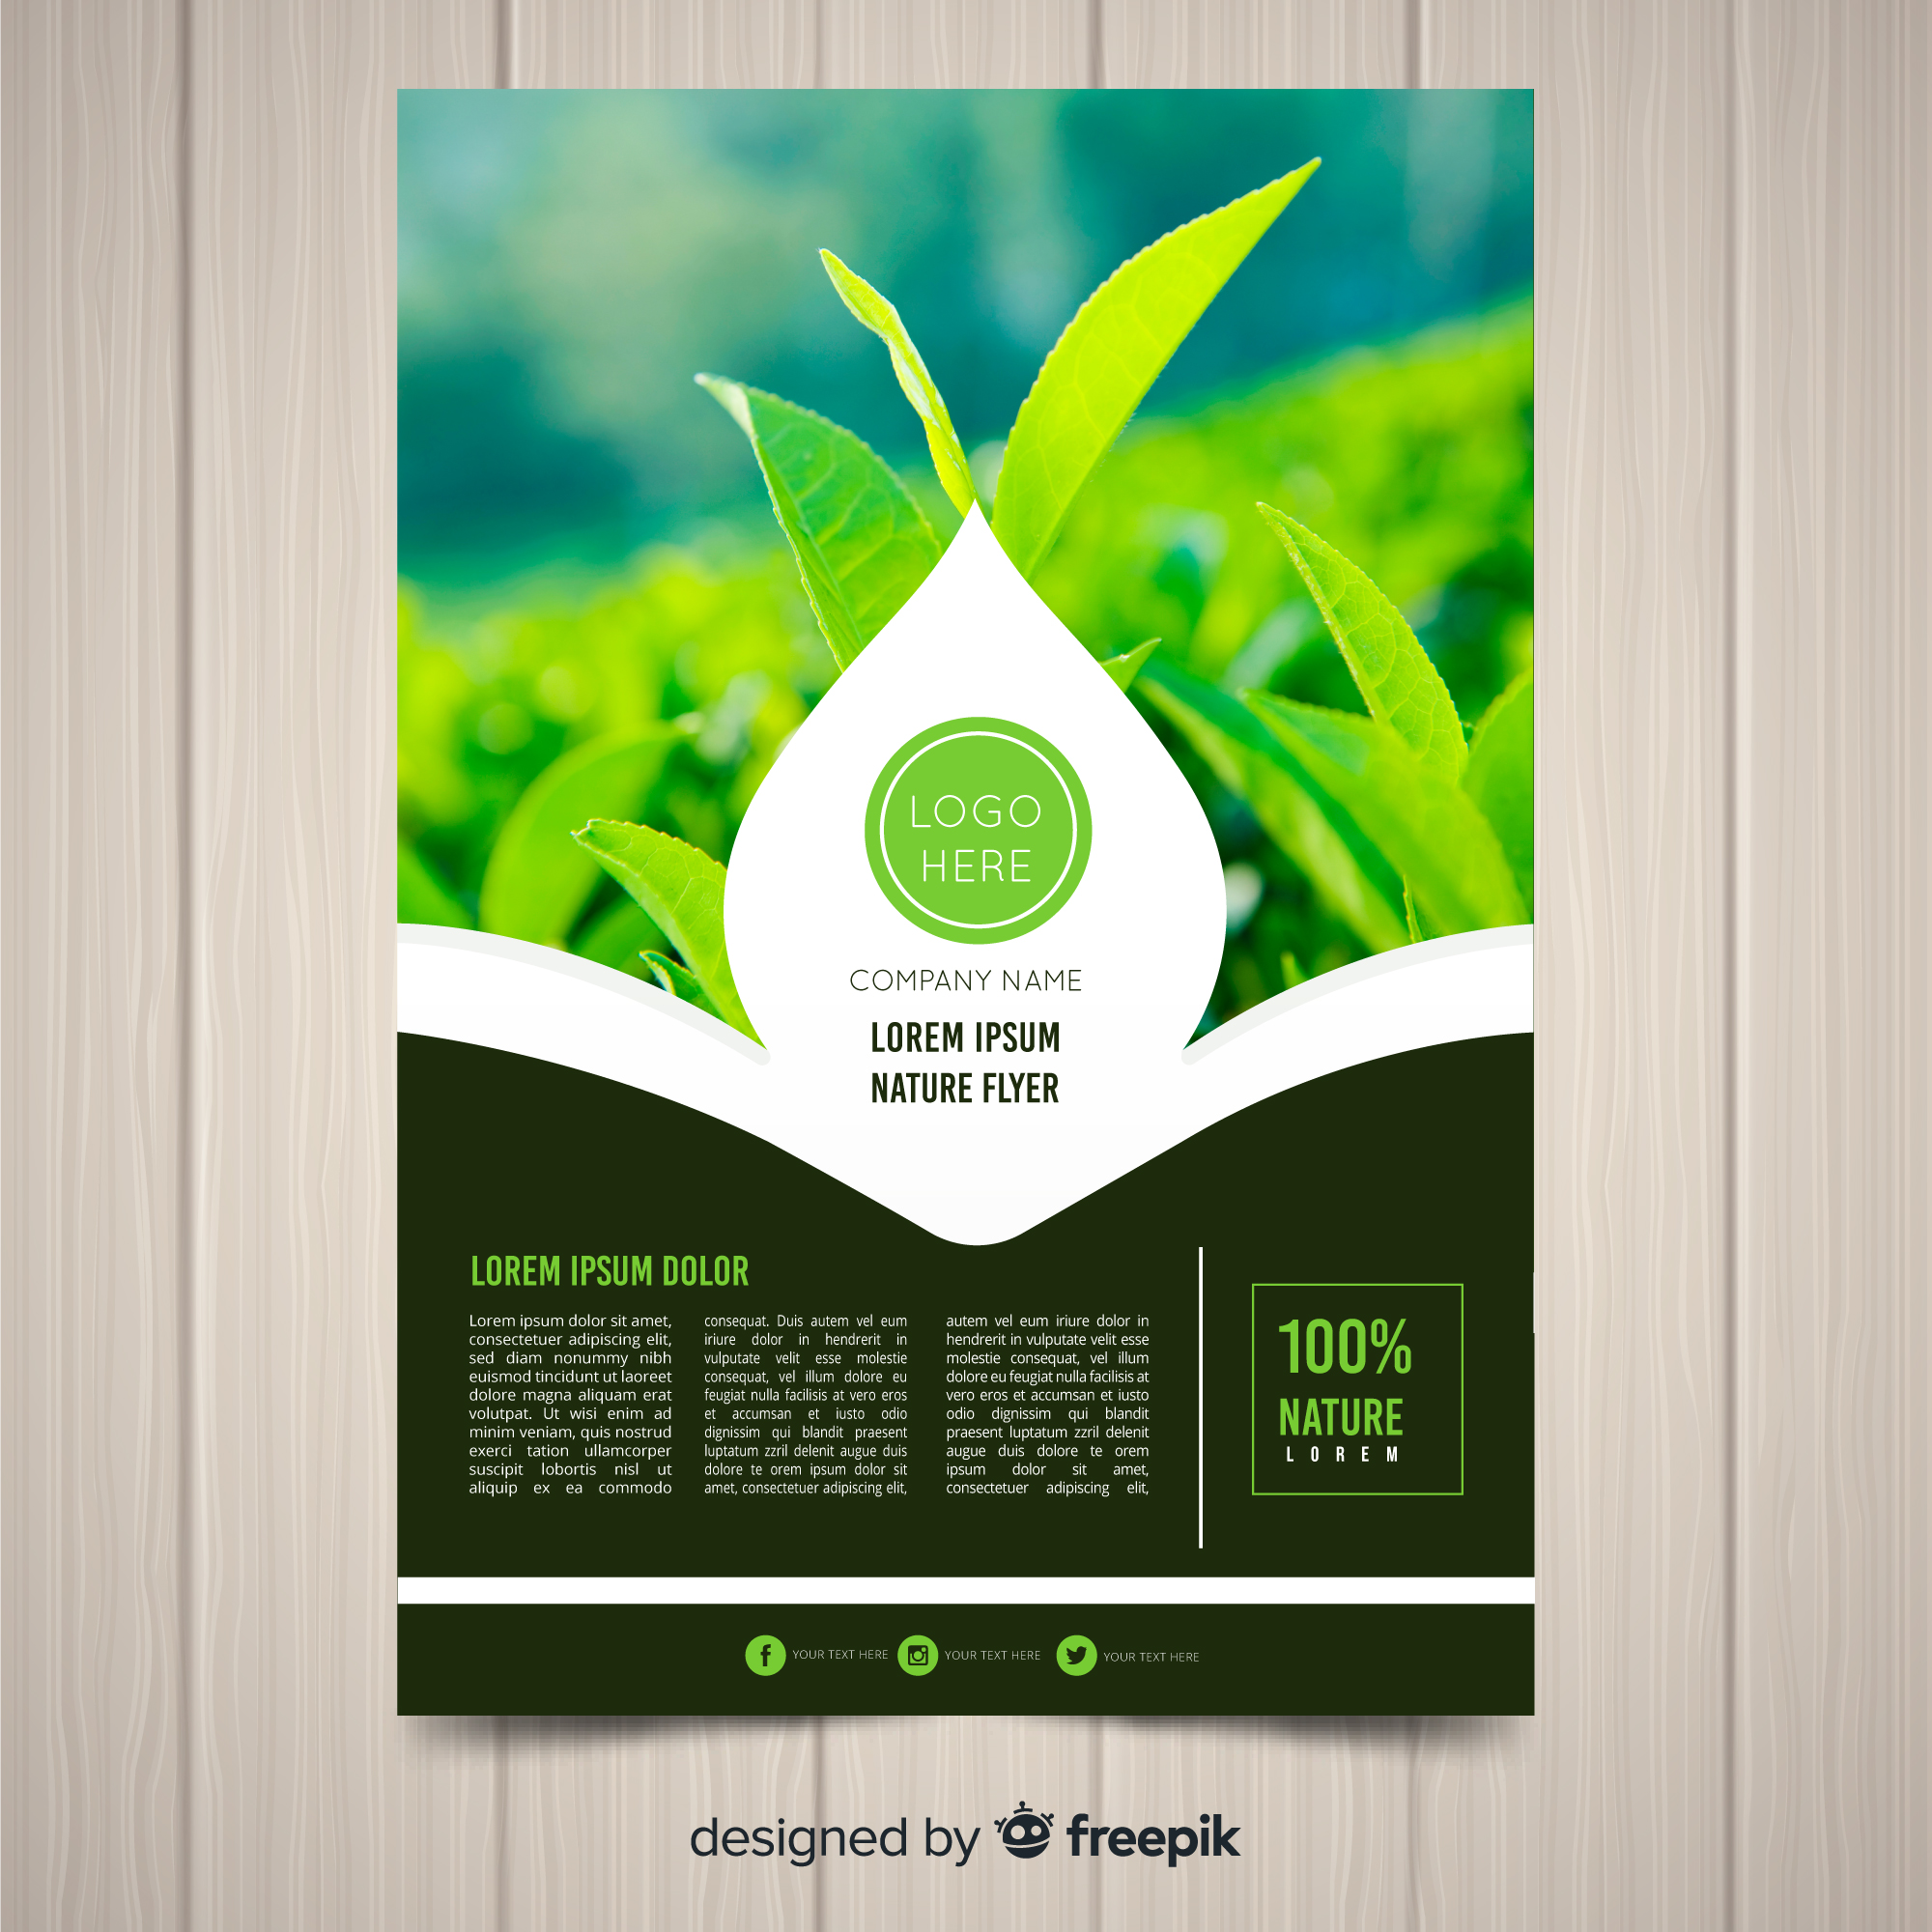 LOGO
HERE
COMPANY NAME
LOREM IPSUM
NATURE FLYER
LOREM IPSUM DOLOR
Lorem ipsum dolor sit amet,
consectetuer adipiscing elit,
sed diam nonummy nibh
euismod tincidunt ut laoreet
dolore magna aliquam erat
volutpat. Ut wisi enim ad
minim veniam, quis nostrud
exerci tation ullamcorper
suscipit lobortis nisl ut
aliquip ex ea commodo
consequat. Duis autem vel eum
iriure dolor in hendrerit in
vulputate velit esse molestie
consequat, vel illum dolore eu
feugiat nulla facilisis at vero eros
et accumsan et iusto odio
dignissim qui blandit praesent
luptatum zzril delenit augue duis
dolore te orem ipsum dolor sit
amet, consectetuer adipiscing elit,
autem vel eum iriure dolor in
hendrerit in vulputate velit esse
molestie consequat, vel illum
dolore eu feugiat nulla facilisis at
vero eros et accumsan et iusto
odio dignissim qui blandit
praesent luptatum zzril delenit
augue duis dolore te orem
ipsum dolor sit amet,
consectetuer adipiscing elit,
100%
NATURE
LOREM
YOUR TEXT HERE
YOUR TEXT HERE
YOUR TEXT HERE
designed by freepik